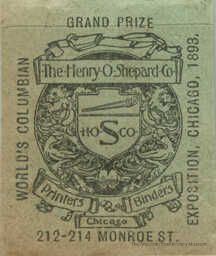 GRAND PRIZE
WORLD'S COLUMBIAN
EXPOSITION, CHICAGO, 1893.
The·Henry·O·Shepard·Co
HO S CO
Printers
Binders
Chicago
212-214 MONROE ST.